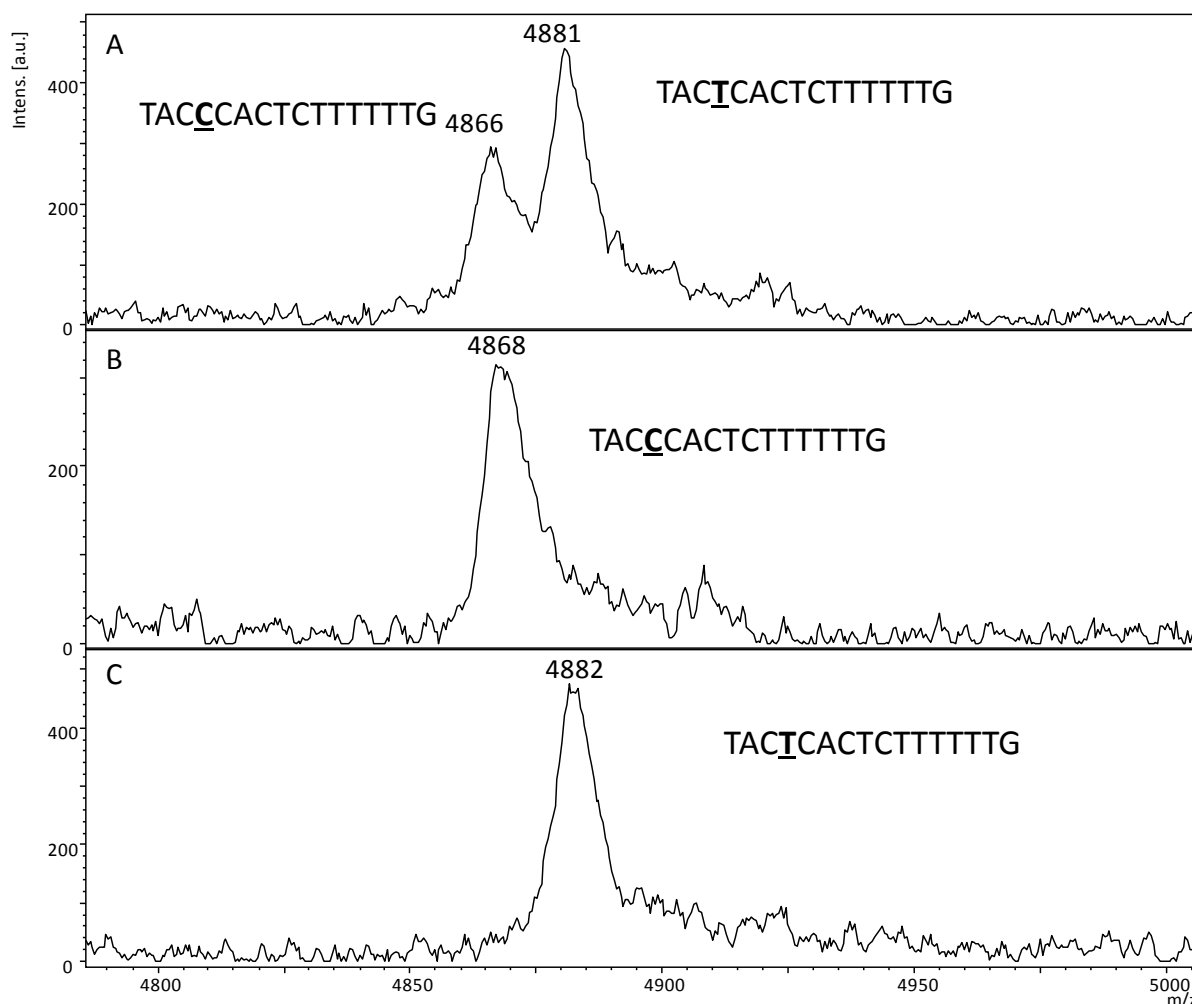 Intens. [a.u.]
A
4881
TACCCACTCTTTTTTG
4866
TACTCACTCTTTTTTG
400
200
0
B
4868
TACCCACTCTTTTTTG
200
0
C
4882
TACTCACTCTTTTTTG
400
200
0
4800
4850
4900
4950
5000
m/z